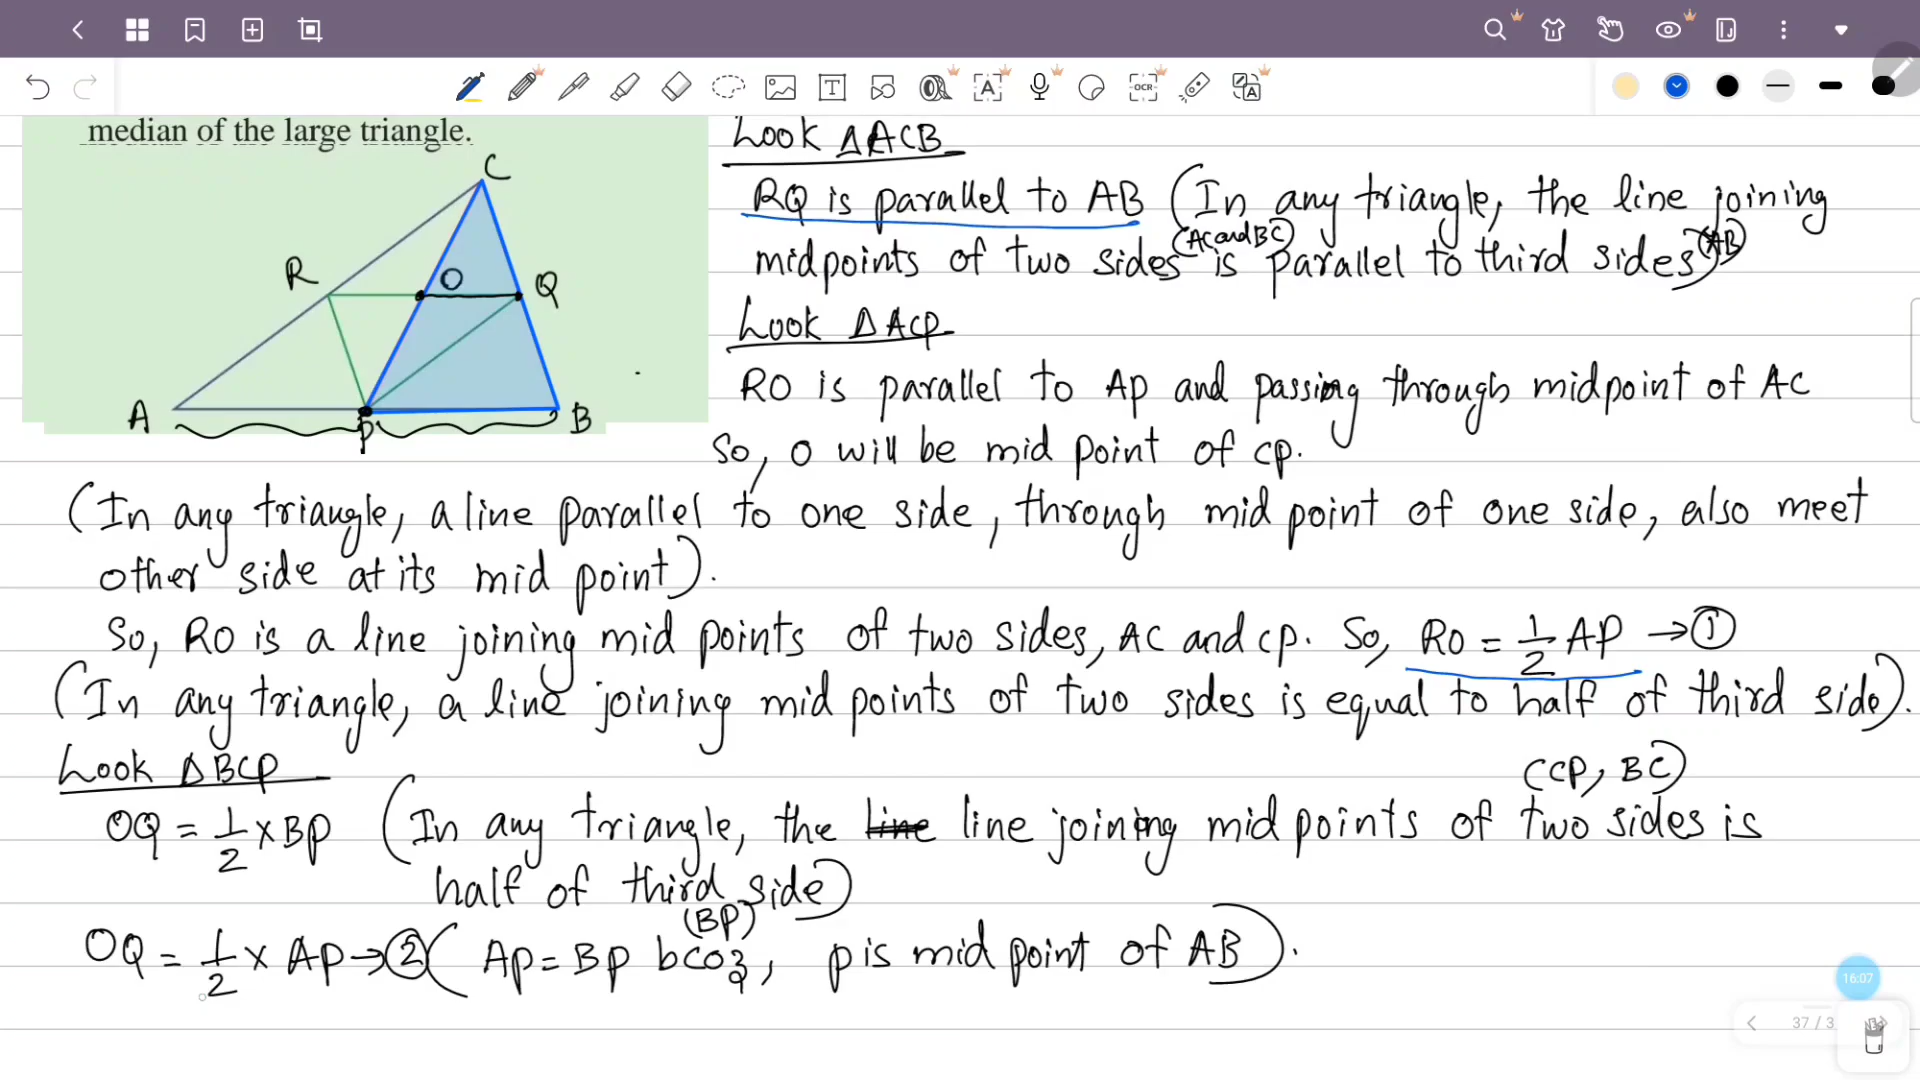 median of the large triangle.
C
R
O
Q
A
P
B
Look ΔACB
RQ is parallel to AB (In any triangle, the line joining
midpoints of two sides (AC and BC) is parallel to third sides) (AB)
Look ΔACP
RO is parallel to AP and passing through midpoint of AC
So, O will be mid point of CP.
(In any triangle, a line parallel to one side, through mid point of one side, also meet
other side at its mid point).
So, RO is a line joining mid points of two sides, AC and CP. So, RO = 1/2 AP → ①
(In any triangle, a line joining mid points of two sides is equal to half of third side).
Look ΔBCP
(CCP, BC)
OQ = 1/2 × BP (In any triangle, the line line joining mid points of two sides is
half of third side)
(BP)
OQ = 1/2 × AP → ② (AP = BP bcoz, P is mid point of AB).
OCR
16:07
37 / 3